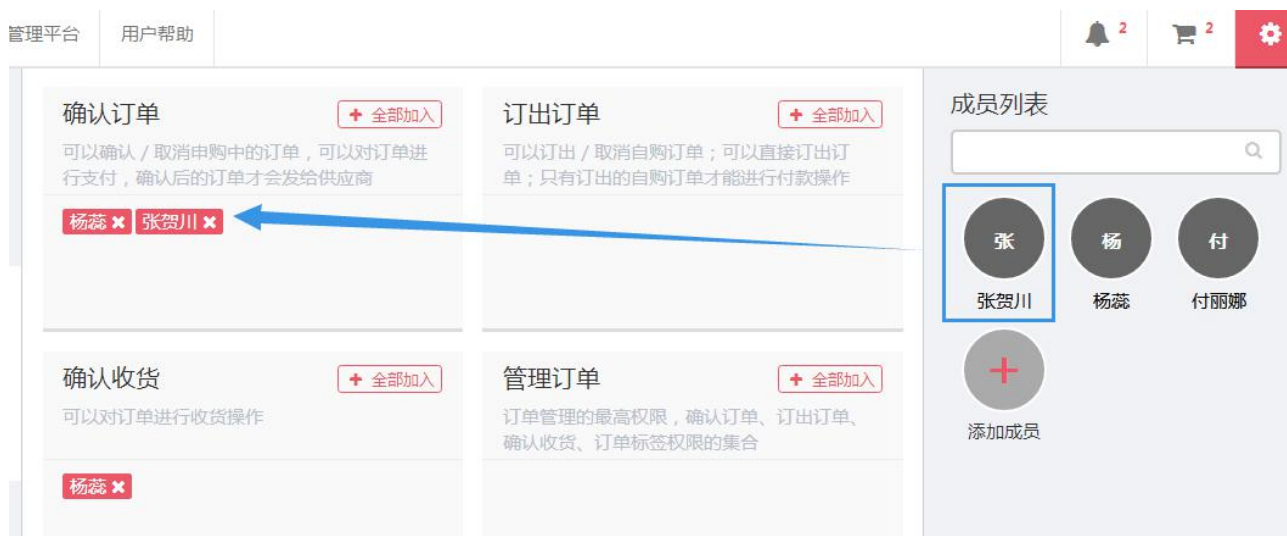 管理平台 用户帮助 2 2
确认订单 + 全部加入
可以确认 / 取消申购中的订单，可以对订单进
行支付，确认后的订单才会发给供应商
杨蕊 × 张贺川 ×
订出订单 + 全部加入
可以订出 / 取消自购订单；可以直接订出订
单；只有订出的自购订单才能进行付款操作
确认收货 + 全部加入
可以对订单进行收货操作
杨蕊 ×
管理订单 + 全部加入
订单管理的最高权限，确认订单、订出订单、
确认收货、订单标签权限的集合
成员列表
张 杨 付
张贺川 杨蕊 付丽娜
+
添加成员